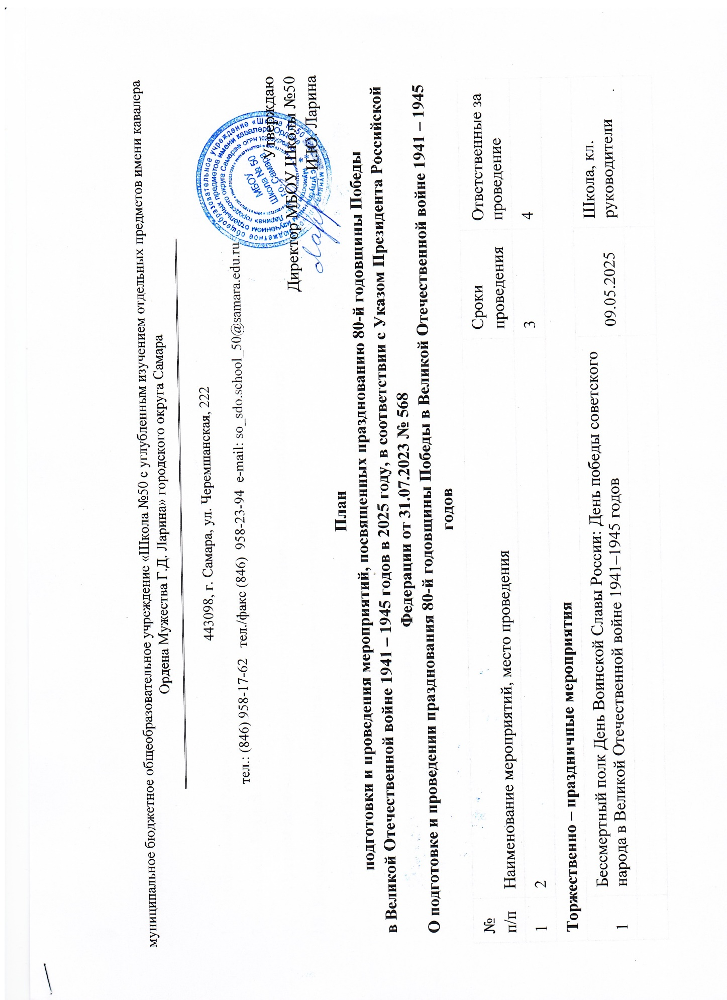 муниципальное бюджетное общеобразовательное учреждение «Школа №50 с углубленным изучением отдельных предметов имени кавалера
Ордена Мужества Г.Д. Ларина» городского округа Самара
443098, г. Самара, ул. Черемшанская, 222
тел.: (846) 958-17-62 тел./факс (846) 958-23-94 e-mail: so_sdo.school_50@samara.edu.ru
Утверждаю
Директор МБОУ Школы №50
И.Ю. Ларина
МБОУ
Школа № 50
г.о. Самара
План
подготовки и проведения мероприятий, посвященных празднованию 80-й годовщины Победы
в Великой Отечественной войне 1941 – 1945 годов в 2025 году, в соответствии с Указом Президента Российской
Федерации от 31.07.2023 № 568
О подготовке и проведении празднования 80-й годовщины Победы в Великой Отечественной войне 1941 – 1945
годов
№
п/п
Наименование мероприятий, место проведения
Сроки
проведения
Ответственные за
проведение
1 2 3 4
Торжественно – праздничные мероприятия
1
Бессмертный полк День Воинской Славы России: День победы советского
народа в Великой Отечественной войне 1941–1945 годов
09.05.2025
Школа, кл.
руководители